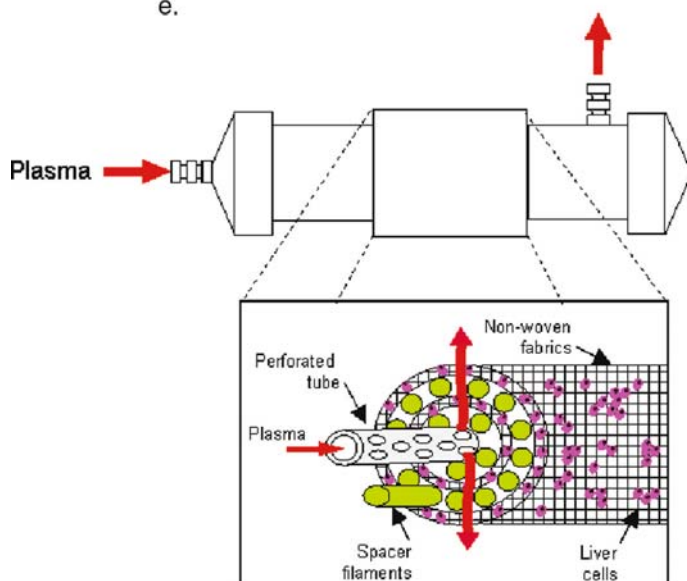 e.
Plasma
Non-woven
fabrics
Perforated
tube
Plasma
Spacer
filaments
Liver
cells